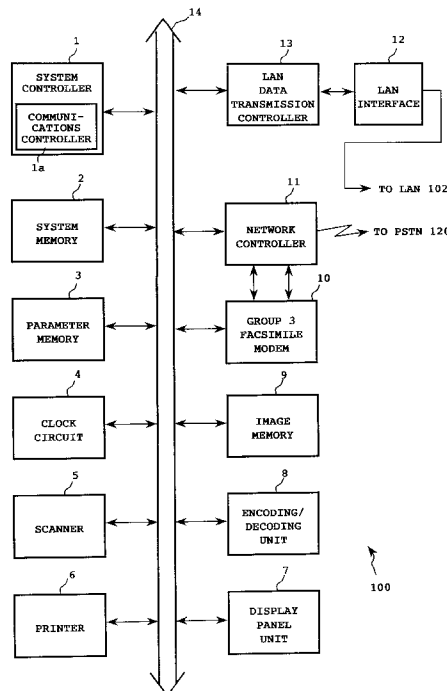 14
1
SYSTEM
CONTROLLER
COMMUNI-
CATIONS
CONTROLLER
1a
13
LAN
DATA
TRANSMISSION
CONTROLLER
12
LAN
INTERFACE
TO LAN 102
2
SYSTEM
MEMORY
11
NETWORK
CONTROLLER
TO PSTN 120
3
PARAMETER
MEMORY
10
GROUP 3
FACSIMILE
MODEM
4
CLOCK
CIRCUIT
9
IMAGE
MEMORY
5
SCANNER
8
ENCODING/
DECODING
UNIT
6
PRINTER
7
DISPLAY
PANEL
UNIT
100